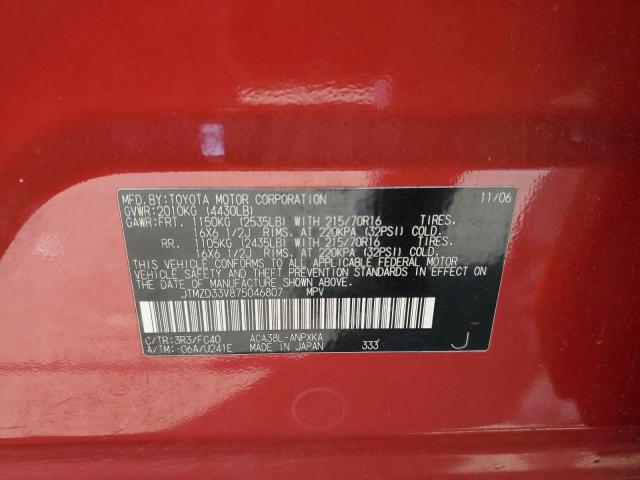 MFD.BY:TOYOTA MOTOR CORPORATION 11/06
GVWR:2010KG (4430LB)
GAWR:FRT. 1150KG (2535LB) WITH 215/70R16 TIRES.
16X6 1/2J RIMS. AT 220KPA (32PSI) COLD.
RR. 1105KG (2435LB) WITH 215/70R16 TIRES.
16X6 1/2J RIMS. AT 220KPA (32PSI) COLD.
THIS VEHICLE CONFORMS TO ALL APPLICABLE FEDERAL MOTOR
VEHICLE SAFETY AND THEFT PREVENTION STANDARDS IN EFFECT ON
THE DATE OF MANUFACTURE SHOWN ABOVE.
JTMZD33V875046807 MPV
C/TR:3R3/FC40 ACA38L-ANPXKA
A/TM:-06A/U241E MADE IN JAPAN 333 J